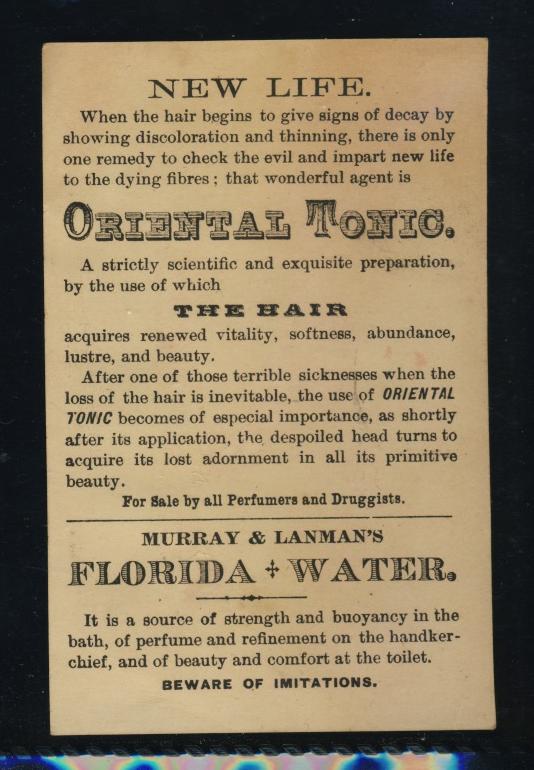 NEW LIFE.
When the hair begins to give signs of decay by
showing discoloration and thinning, there is only
one remedy to check the evil and impart new life
to the dying fibres; that wonderful agent is
ORIENTAL TONIC.
A strictly scientific and exquisite preparation,
by the use of which
THE HAIR
acquires renewed vitality, softness, abundance,
lustre, and beauty.
After one of those terrible sicknesses when the
loss of the hair is inevitable, the use of ORIENTAL
TONIC becomes of especial importance, as shortly
after its application, the despoiled head turns to
acquire its lost adornment in all its primitive
beauty.
For Sale by all Perfumers and Druggists.
MURRAY & LANMAN'S
FLORIDA WATER.
It is a source of strength and buoyancy in the
bath, of perfume and refinement on the handker-
chief, and of beauty and comfort at the toilet.
BEWARE OF IMITATIONS.